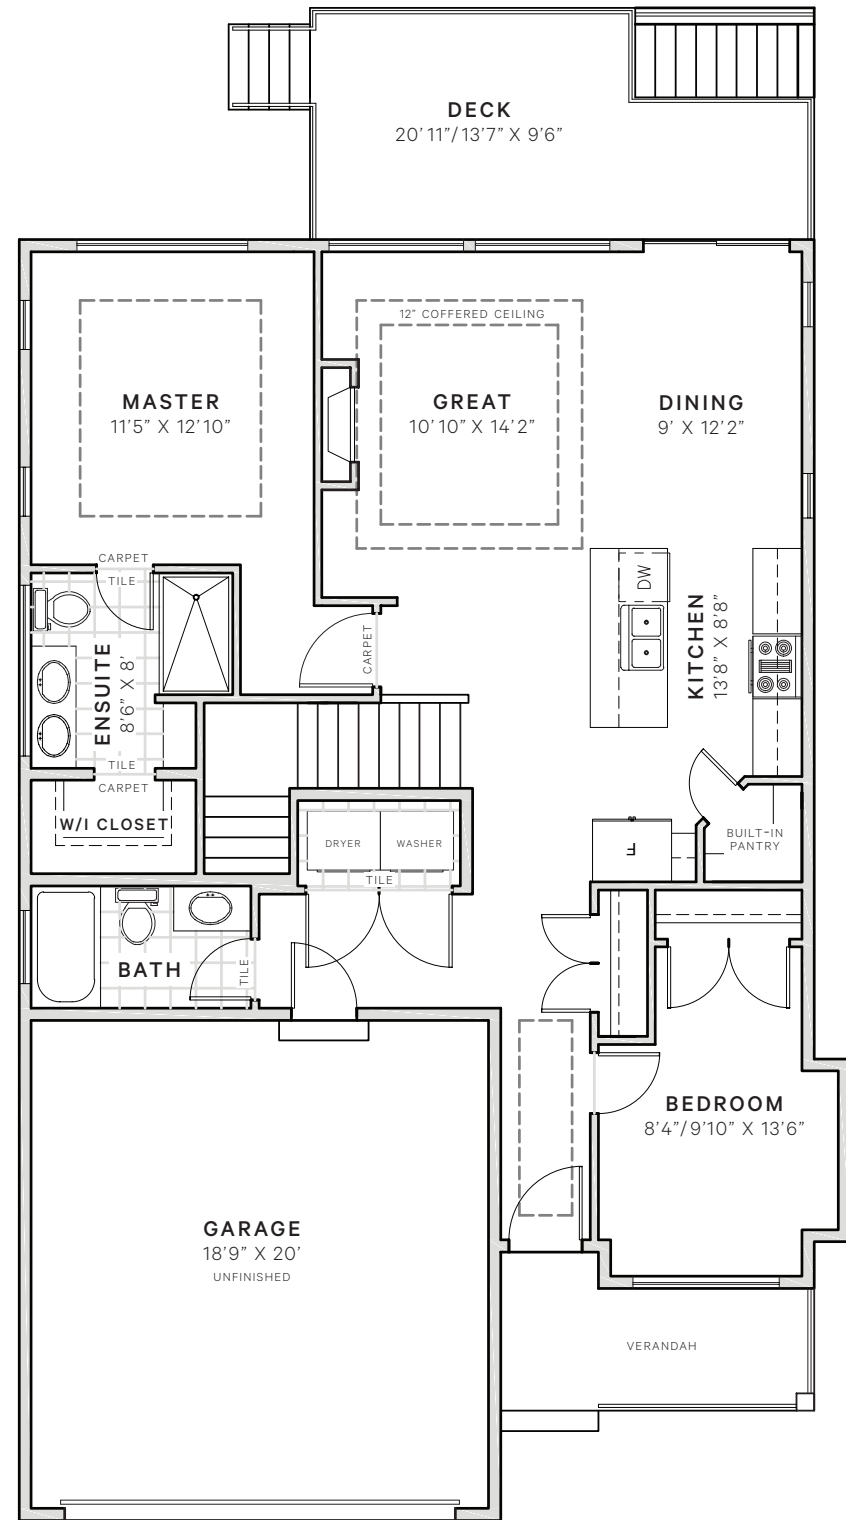 DECK
20'11”/13'7” X 9'6”
12” COFFERED CEILING
MASTER
11'5” X 12'10”
GREAT
10'10” X 14'2”
DINING
9' X 12'2”
CARPET
TILE
DW
KITCHEN
13'8” X 8'8”
CARPET
ENSUITE
8'6” X 8'
TILE
CARPET
W/I CLOSET
DRYER
WASHER
TILE
F
BUILT-IN
PANTRY
BATH
TILE
BEDROOM
8'4”/9'10” X 13'6”
GARAGE
18'9” X 20'
UNFINISHED
VERANDAH